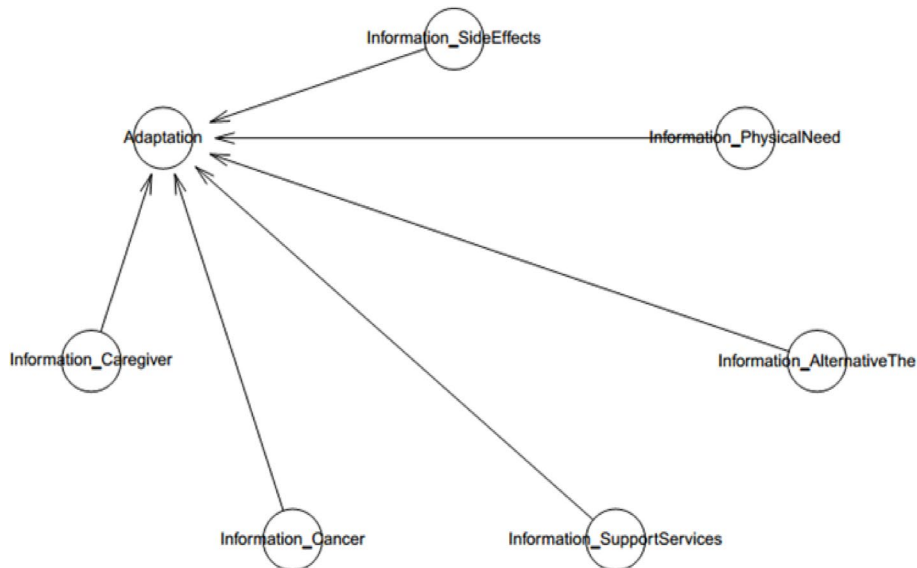 Information_SideEffects
Adaptation
Information_PhysicalNeed
Information_Caregiver
Information_AlternativeThe
Information_Cancer
Information_SupportServices